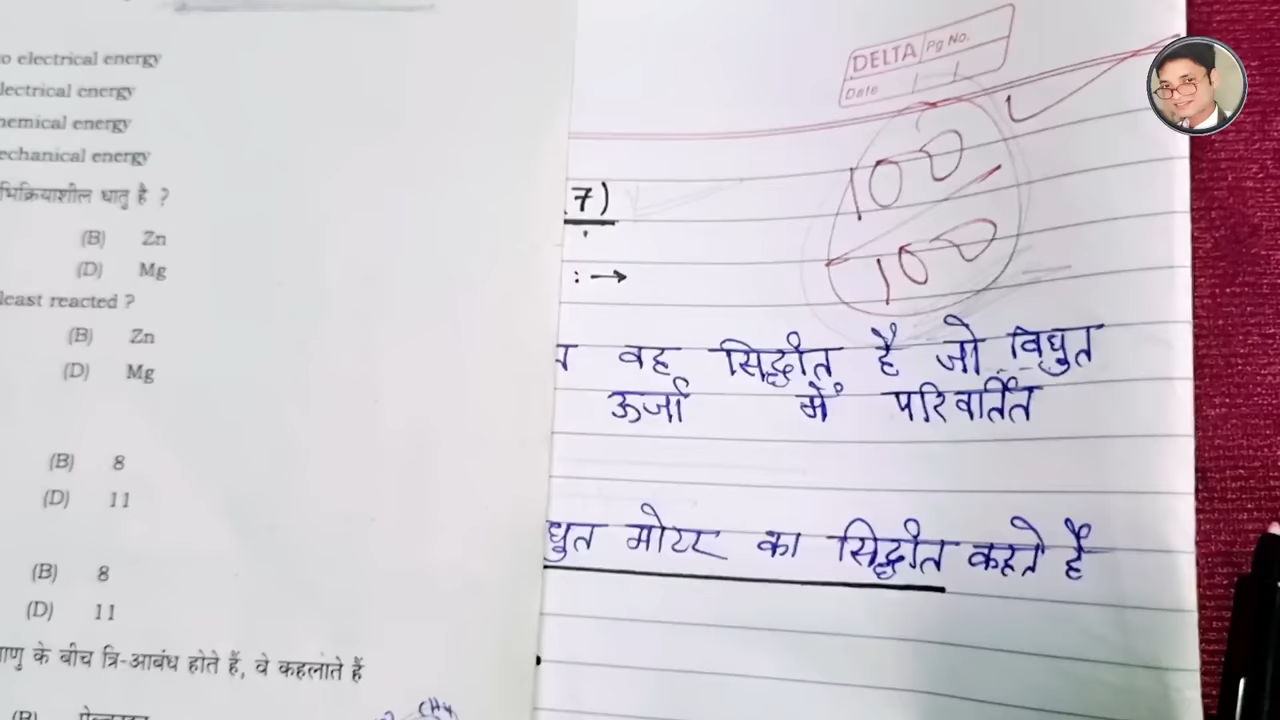 o electrical energy
lectrical energy
hemical energy
echanical energy
भिक्रियाशील धातु है ?
(B) Zn
(D) Mg
least reacted ?
(B) Zn
(D) Mg
(B) 8
(D) 11
(B) 8
(D) 11
ाणु के बीच त्रि-आबंध होते हैं, वे कहलाते हैं
(B)
CH4
DELTA Pg No.
Date
100
100
(7)
: →
वह सिद्धांत है जो विधुत
ऊर्जा में परिवर्तित
धुत मोटर का सिद्धांत कहते है